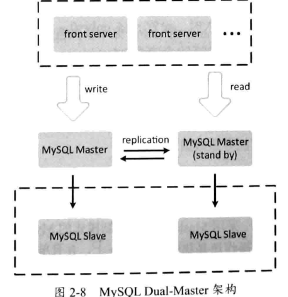 front server
front server
•••
write
read
replication
MySQL Master
MySQL Master
(stand by)
MySQL Slave
MySQL Slave
图 2-8 MySQL Dual-Master 架构